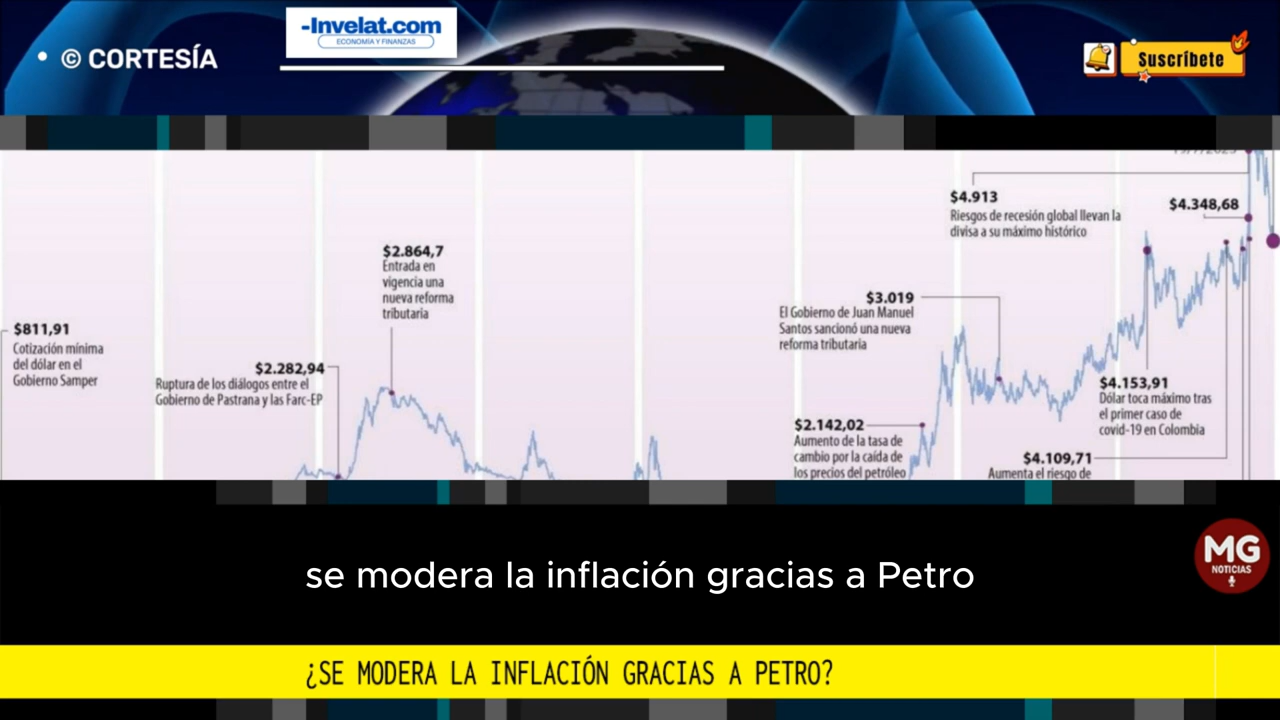 -Invelat.com
ECONOMÍA Y FINANZAS
• © CORTESÍA
Suscríbete
$4.913
Riesgos de recesión global llevan la
divisa a su máximo histórico
$4.348,68
$2.864,7
Entrada en
vigencia una
nueva reforma
tributaria
$3.019
El Gobierno de Juan Manuel
Santos sancionó una nueva
reforma tributaria
$811,91
Cotización mínima
del dólar en el
Gobierno Samper
$2.282,94
Ruptura de los diálogos entre el
Gobierno de Pastrana y las Farc-EP
$4.153,91
Dólar toca máximo tras
el primer caso de
covid-19 en Colombia
$2.142,02
Aumento de la tasa de
cambio por la caída de
los precios del petróleo
$4.109,71
Aumenta el riesgo de
se modera la inflación gracias a Petro
MG
NOTICIAS
¿SE MODERA LA INFLACIÓN GRACIAS A PETRO?